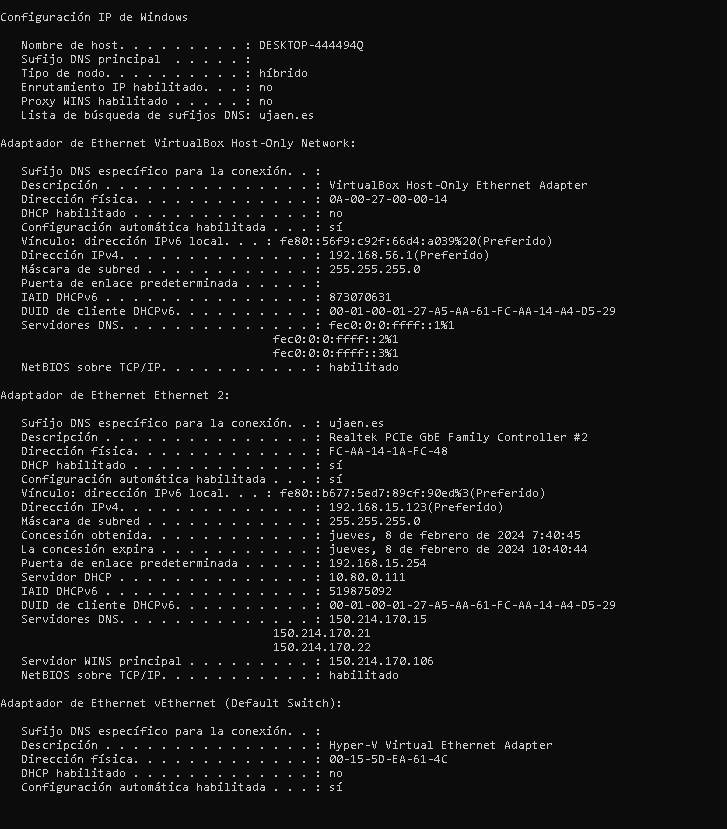 Configuración IP de Windows
Nombre de host. . . . . . . . . : DESKTOP-444494Q
Sufijo DNS principal  . . . . . :
Tipo de nodo. . . . . . . . . . : híbrido
Enrutamiento IP habilitado. . . : no
Proxy WINS habilitado . . . . . : no
Lista de búsqueda de sufijos DNS: ujaen.es
Adaptador de Ethernet VirtualBox Host-Only Network:
Sufijo DNS específico para la conexión. . :
Descripción . . . . . . . . . . . . . . . : VirtualBox Host-Only Ethernet Adapter
Dirección física. . . . . . . . . . . . . : 0A-00-27-00-00-14
DHCP habilitado . . . . . . . . . . . . . : no
Configuración automática habilitada . . . : sí
Vínculo: dirección IPv6 local. . . : fe80::56f9:c92f:66d4:a039%20(Preferido)
Dirección IPv4. . . . . . . . . . . . . . : 192.168.56.1(Preferido)
Máscara de subred . . . . . . . . . . . . : 255.255.255.0
Puerta de enlace predeterminada . . . . . :
IAID DHCPv6 . . . . . . . . . . . . . . . : 873070631
DUID de cliente DHCPv6. . . . . . . . . . : 00-01-00-01-27-A5-AA-61-FC-AA-14-A4-D5-29
Servidores DNS. . . . . . . . . . . . . . : fec0:0:0:ffff::1%1
fec0:0:0:ffff::2%1
fec0:0:0:ffff::3%1
NetBIOS sobre TCP/IP. . . . . . . . . . . : habilitado
Adaptador de Ethernet Ethernet 2:
Sufijo DNS específico para la conexión. . : ujaen.es
Descripción . . . . . . . . . . . . . . . : Realtek PCIe GbE Family Controller #2
Dirección física. . . . . . . . . . . . . : FC-AA-14-1A-FC-48
DHCP habilitado . . . . . . . . . . . . . : sí
Configuración automática habilitada . . . : sí
Vínculo: dirección IPv6 local. . . : fe80::b677:5ed7:89cf:90ed%3(Preferido)
Dirección IPv4. . . . . . . . . . . . . . : 192.168.15.123(Preferido)
Máscara de subred . . . . . . . . . . . . : 255.255.255.0
Concesión obtenida. . . . . . . . . . . . : jueves, 8 de febrero de 2024 7:40:45
La concesión expira . . . . . . . . . . . : jueves, 8 de febrero de 2024 10:40:44
Puerta de enlace predeterminada . . . . . : 192.168.15.254
Servidor DHCP . . . . . . . . . . . . . . : 10.80.0.111
IAID DHCPv6 . . . . . . . . . . . . . . . : 519875092
DUID de cliente DHCPv6. . . . . . . . . . : 00-01-00-01-27-A5-AA-61-FC-AA-14-A4-D5-29
Servidores DNS. . . . . . . . . . . . . . : 150.214.170.15
150.214.170.21
150.214.170.22
Servidor WINS principal . . . . . . . . . : 150.214.170.106
NetBIOS sobre TCP/IP. . . . . . . . . . . : habilitado
Adaptador de Ethernet vEthernet (Default Switch):
Sufijo DNS específico para la conexión. . :
Descripción . . . . . . . . . . . . . . . : Hyper-V Virtual Ethernet Adapter
Dirección física. . . . . . . . . . . . . : 00-15-5D-EA-61-4C
DHCP habilitado . . . . . . . . . . . . . : no
Configuración automática habilitada . . . : sí